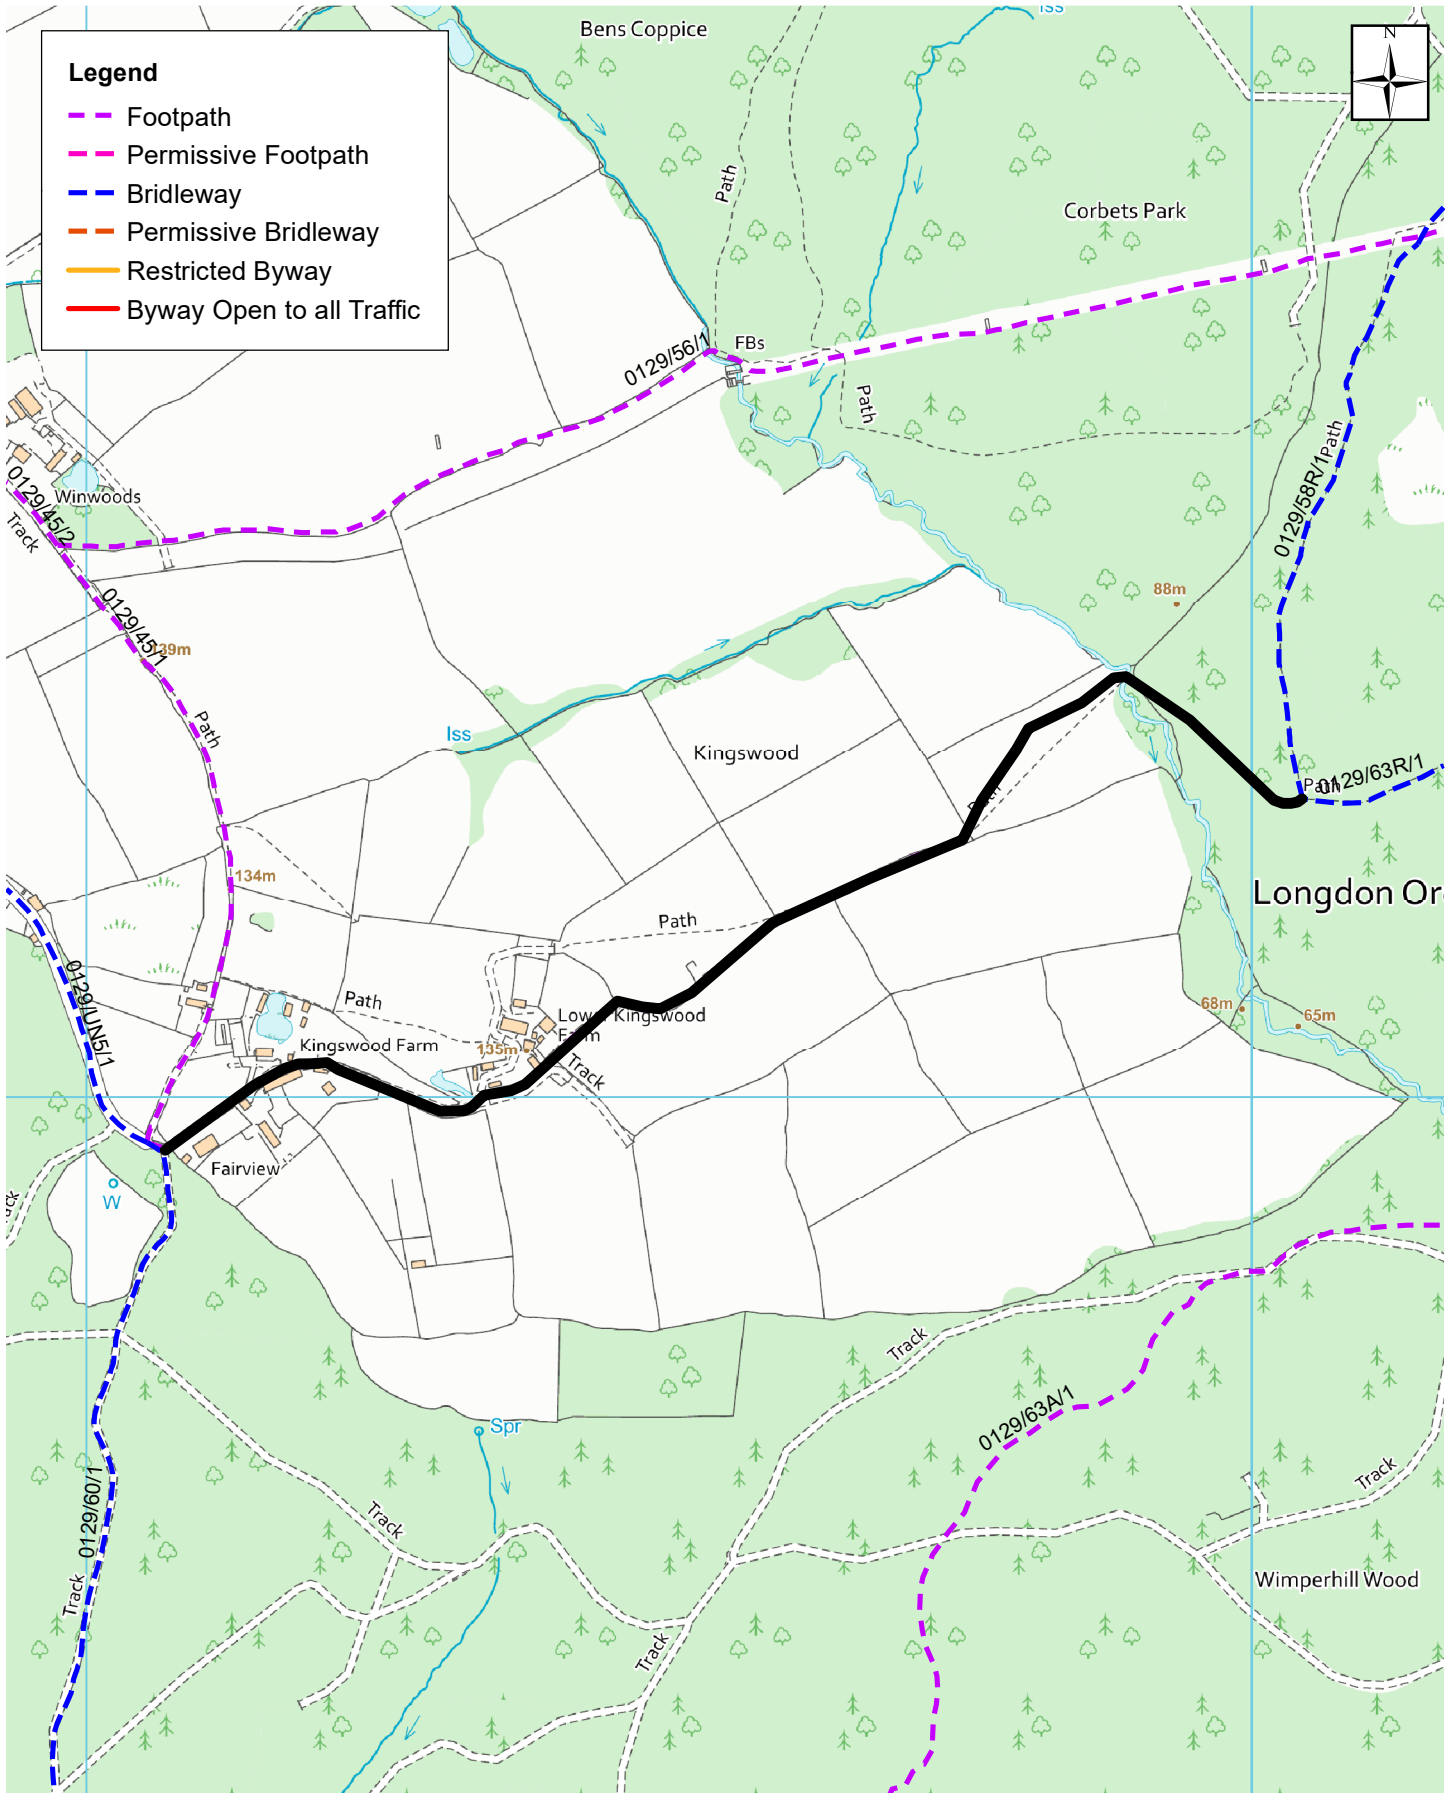 Iss
Bens Coppice
N
Legend
Footpath
Permissive Footpath
Bridleway
Permissive Bridleway
Restricted Byway
Byway Open to all Traffic
Path
Corbets Park
FBs
0129/56/1
Path
Path
0129/58R/1
Winwoods
0129/45/2
Track
0129/45/1
139m
88m
Path
Iss
Kingswood
Path
0129/63R/1
134m
Longdon Or
Path
0129/UN5/1
Path
Lower Kingswood
Farm
68m
65m
Kingswood Farm
135m
Track
Fairview
W
Track
0129/63A/1
Spr
Track
0129/60/1
Track
Track
Wimperhill Wood
Track